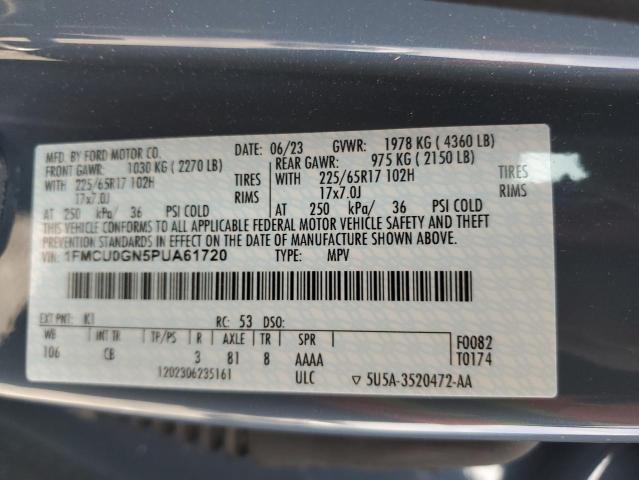 MFD. BY FORD MOTOR CO.
DATE: 06/23 GVWR: 1978 KG ( 4360 LB)
FRONT GAWR: 1030 KG ( 2270 LB)
REAR GAWR: 975 KG ( 2150 LB)
WITH 225/65R17 102H TIRES
17x7.0J RIMS
AT 250 kPa/ 36 PSI COLD
WITH 225/65R17 102H TIRES
17x7.0J RIMS
AT 250 kPa/ 36 PSI COLD
THIS VEHICLE CONFORMS TO ALL APPLICABLE FEDERAL MOTOR VEHICLE SAFETY AND THEFT
PREVENTION STANDARDS IN EFFECT ON THE DATE OF MANUFACTURE SHOWN ABOVE.
VIN: 1FMCU0GN5PUA61720 TYPE: MPV
EXT PNT: K1 RC: 53 DSO:
WB INT TR TP/PS R AXLE TR SPR
106 CB 3 81 8 AAAA
F0082
T0174
1202306235161 ULC 5U5A-3520472-AA